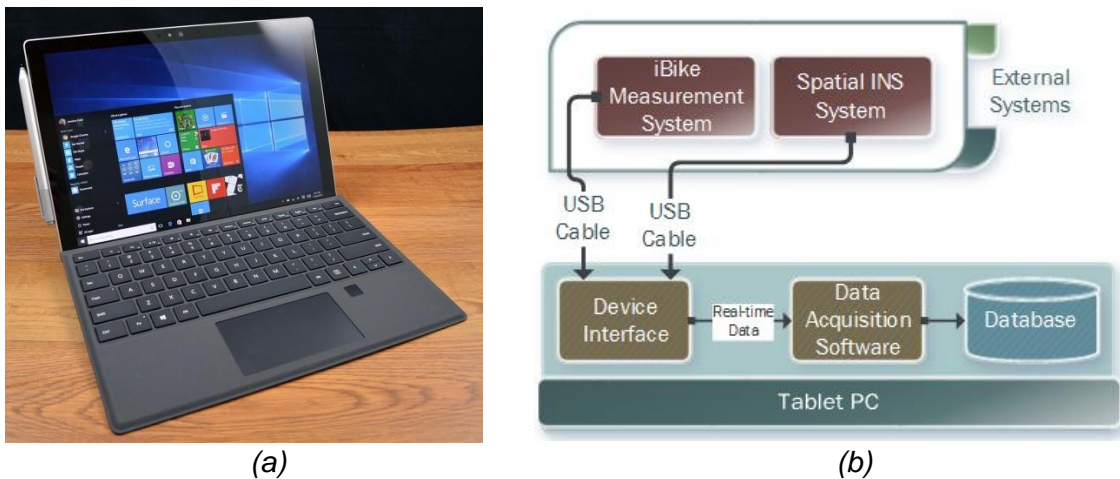 Surface
iBike
Measurement
System
Spatial INS
System
External
Systems
USB
Cable
USB
Cable
Device
Interface
Real-time
Data
Data
Acquisition
Software
Database
Tablet PC
(a)
(b)